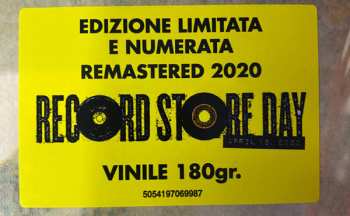 EDIZIONE LIMITATA
E NUMERATA
REMASTERED 2020
RECORD STORE DAY
VINILE 180gr.
5054197069987